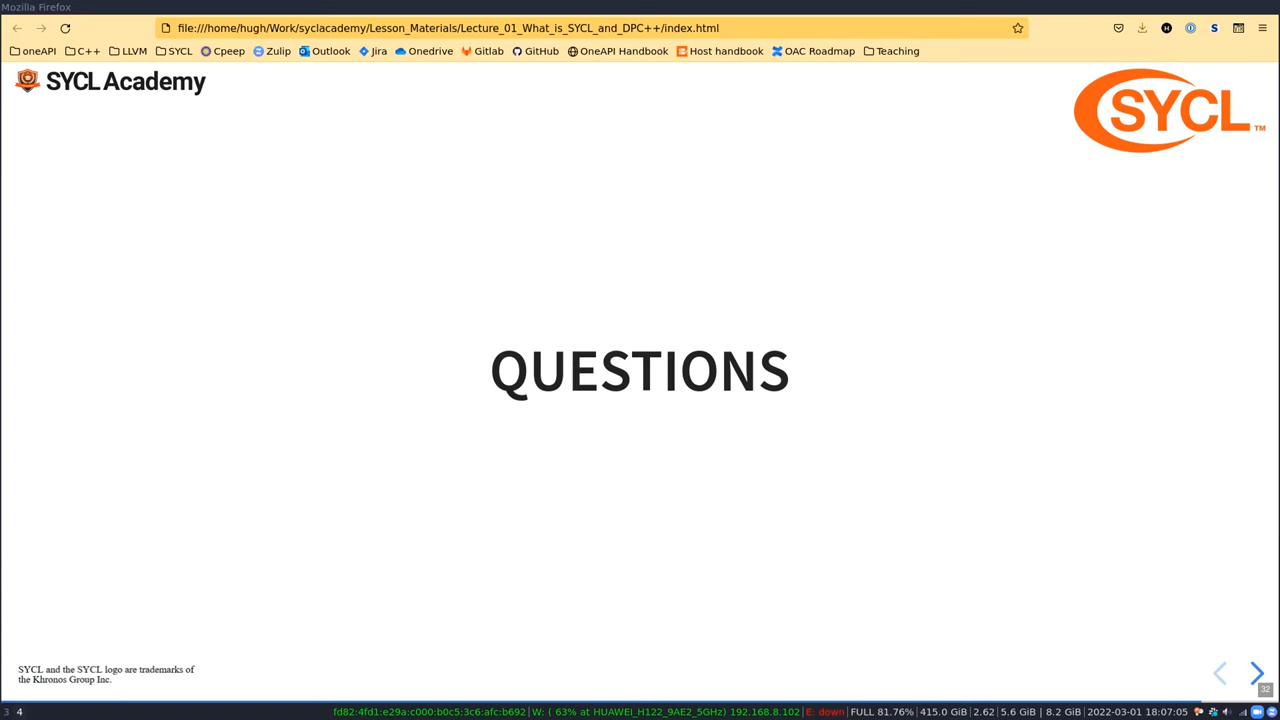 Mozilla Firefox
file:///home/hugh/Work/syclacademy/Lesson_Materials/Lecture_01_What_is_SYCL_and_DPC++/index.html
oneAPI C++ LLVM SYCL Cpeep Zulip Outlook Jira Onedrive Gitlab GitHub OneAPI Handbook Host handbook OAC Roadmap Teaching
SYCL Academy
SYCL™
QUESTIONS
SYCL and the SYCL logo are trademarks of
the Khronos Group Inc.
32
3 4 fd82:4fd1:e29a:c000:b0c5:3c6:afc:b692 | W: ( 63% at HUAWEI_H122_9AE2_5GHz) 192.168.8.102 | E: down | FULL 81.76% | 415.0 GiB | 2.62 | 5.6 GiB | 8.2 GiB | 2022-03-01 18:07:05